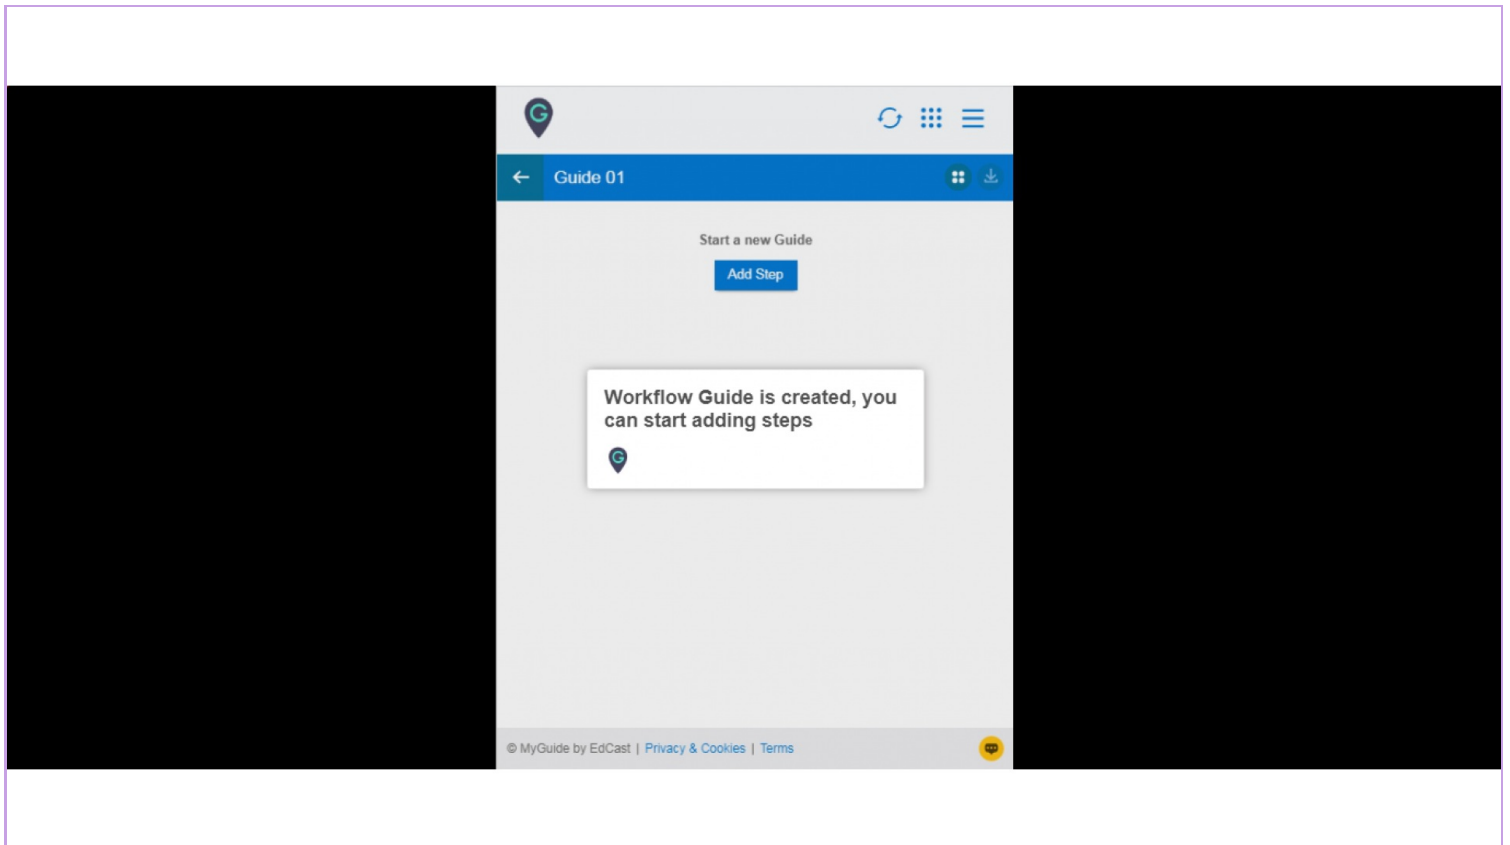 G
Guide 01
Start a new Guide
Add Step
Workflow Guide is created, you
can start adding steps
G
© MyGuide by EdCast | Privacy & Cookies | Terms